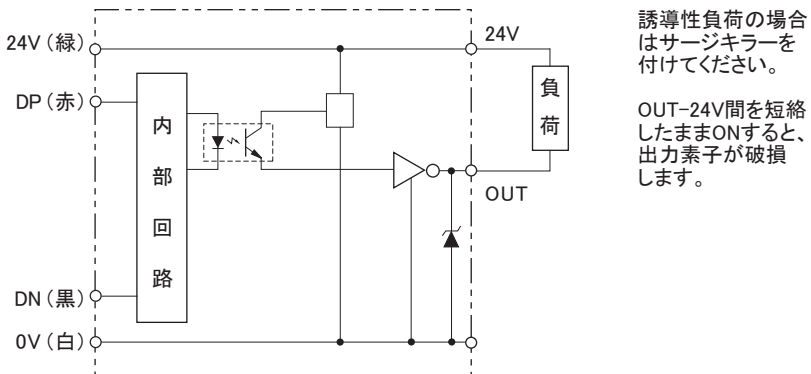 24V（緑）
DP（赤）
DN（黒）
0V（白）
内部回路
24V
OUT
負荷
誘導性負荷の場合
はサージキラーを
付けてください。
OUT-24V間を短絡
したままONすると、
出力素子が破損
します。